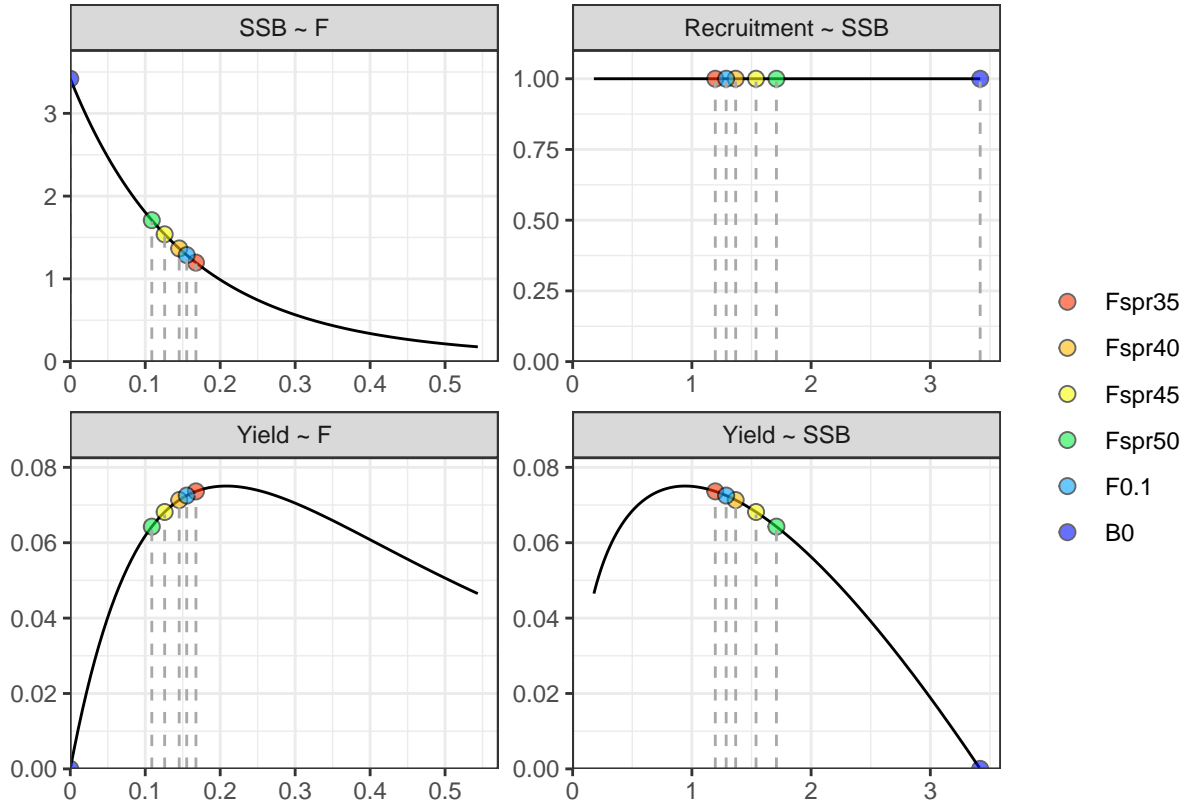 SSB ~ F
Recruitment ~ SSB
3
2
1
0
0 0.1 0.2 0.3 0.4 0.5
1.00
0.75
0.50
0.25
0.00
0 1 2 3
Yield ~ F
Yield ~ SSB
0.08
0.06
0.04
0.02
0.00
0 0.1 0.2 0.3 0.4 0.5
0.08
0.06
0.04
0.02
0.00
0 1 2 3
Fspr35
Fspr40
Fspr45
Fspr50
F0.1
B0